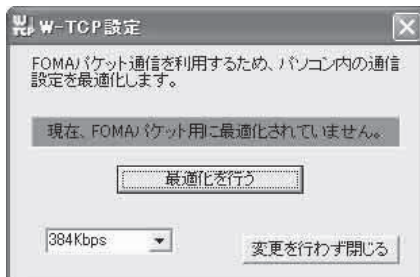 W-TCP設定
FOMAパケット通信を利用するため、パソコン内の通信
設定を最適化します。
現在、FOMAパケット用に最適化されていません。
最適化を行う
384Kbps
変更を行わず閉じる